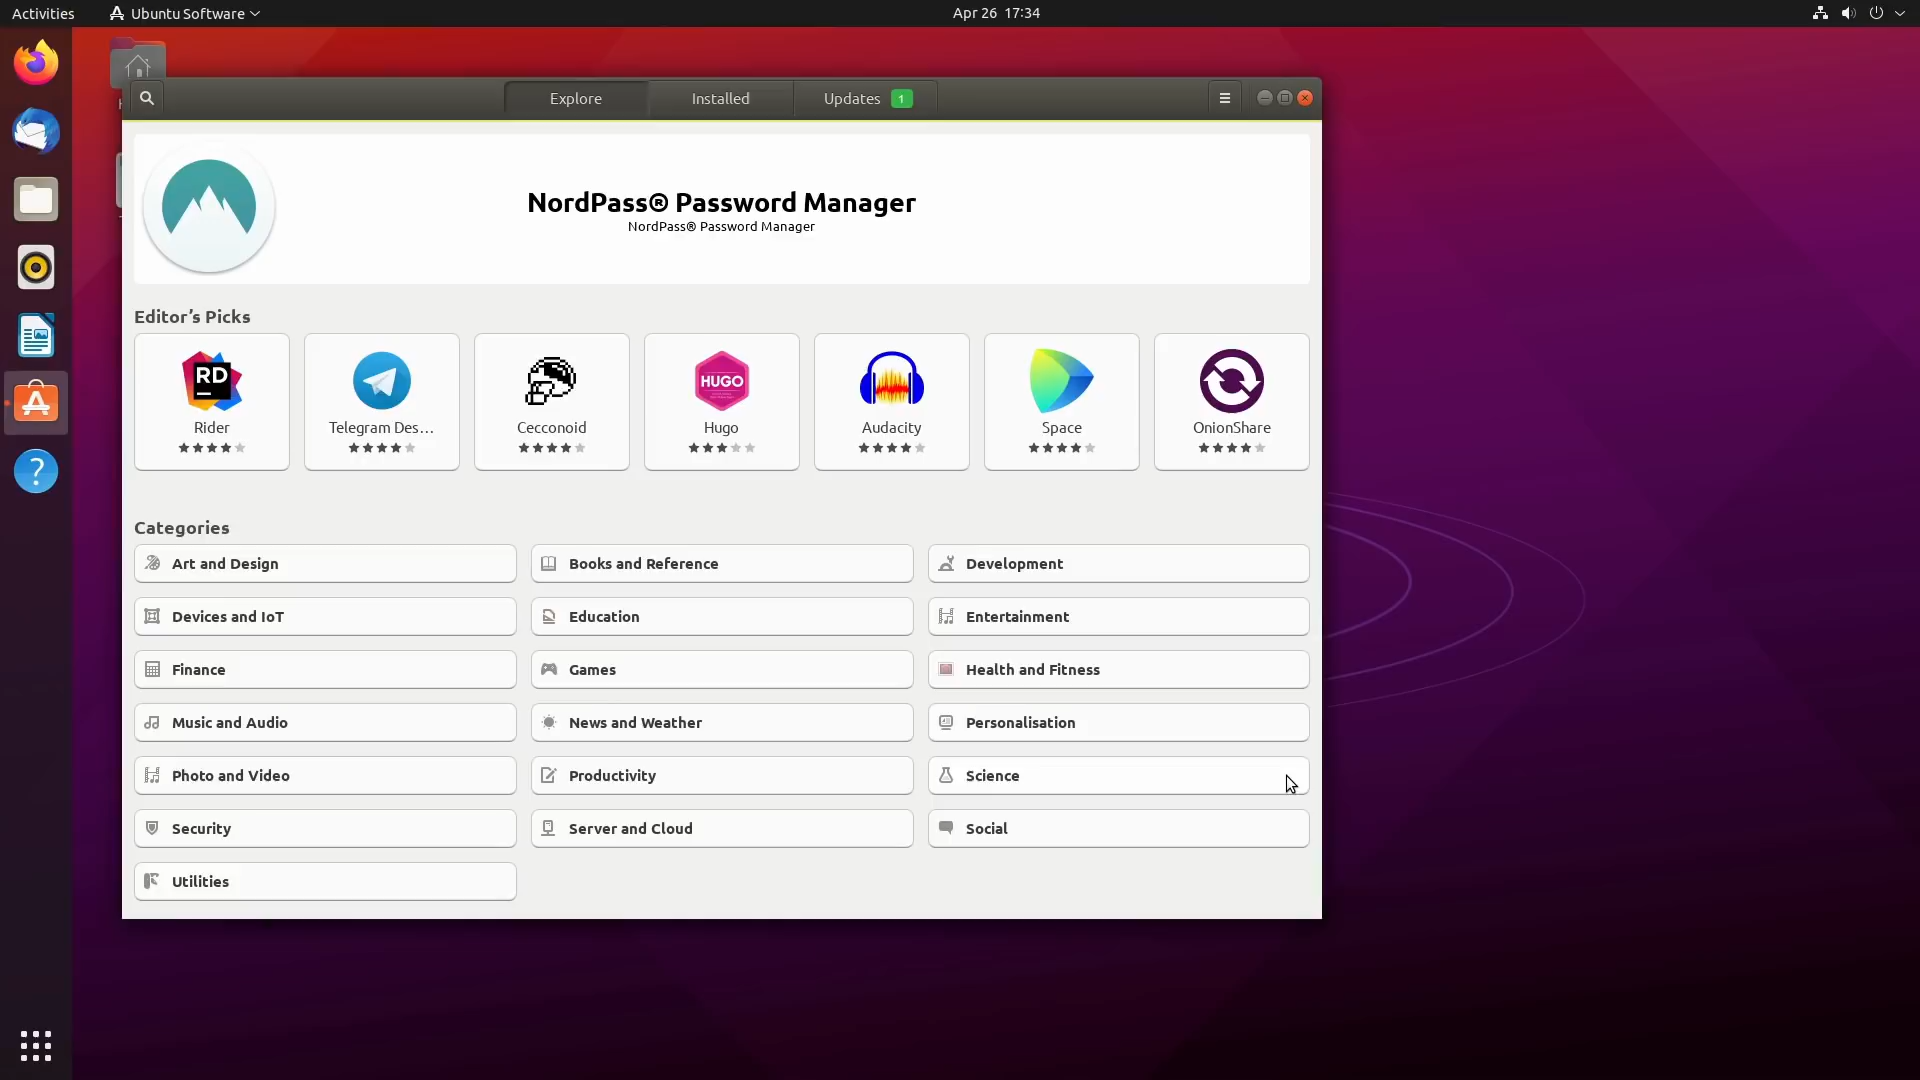 Activities
Ubuntu Software
Apr 26 17:34
Explore
Installed
Updates 1
NordPass® Password Manager
NordPass® Password Manager
Editor’s Picks
RD
HUGO
Rider
Telegram Des…
Cecconoid
Hugo
Audacity
Space
OnionShare
Categories
Art and Design
Books and Reference
Development
Devices and IoT
Education
Entertainment
Finance
Games
Health and Fitness
Music and Audio
News and Weather
Personalisation
Photo and Video
Productivity
Science
Security
Server and Cloud
Social
Utilities